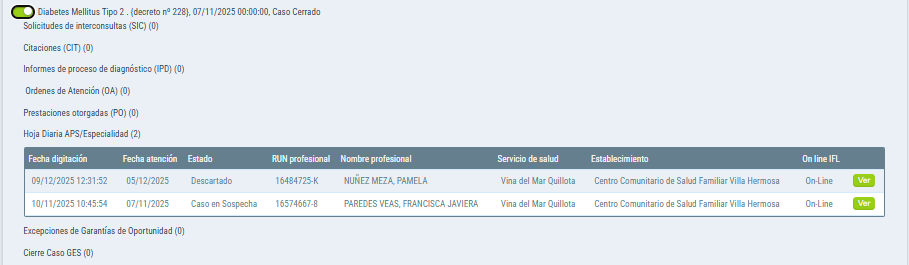 Diabetes Mellitus Tipo 2 . {decreto nº 228}, 07/11/2025 00:00:00, Caso Cerrado
Solicitudes de interconsultas (SIC) (0)
Citaciones (CIT) (0)
Informes de proceso de diagnóstico (IPD) (0)
Ordenes de Atención (OA) (0)
Prestaciones otorgadas (PO) (0)
Hoja Diaria APS/Especialidad (2)
Fecha digitación Fecha atención Estado RUN profesional Nombre profesional Servicio de salud Establecimiento On line IFL
09/12/2025 12:31:52 05/12/2025 Descartado 16484725-K NUÑEZ MEZA, PAMELA Vina del Mar Quillota Centro Comunitario de Salud Familiar Villa Hermosa On-Line Ver
10/11/2025 10:45:54 07/11/2025 Caso en Sospecha 16574667-8 PAREDES VEAS, FRANCISCA JAVIERA Vina del Mar Quillota Centro Comunitario de Salud Familiar Villa Hermosa On-Line Ver
Excepciones de Garantías de Oportunidad (0)
Cierre Caso GES (0)